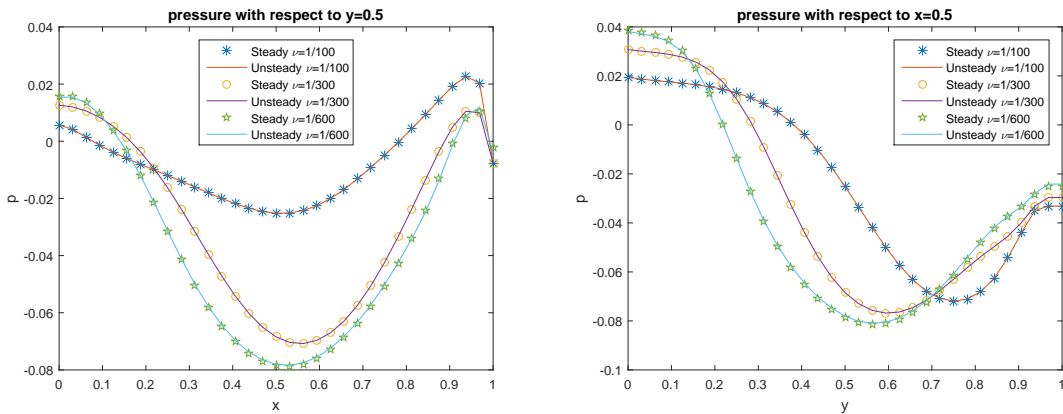 pressure with respect to y=0.5
0.04
0.02
0
-0.02
-0.04
-0.06
-0.08
p
Steady ν=1/100
Unsteady ν=1/100
Steady ν=1/300
Unsteady ν=1/300
Steady ν=1/600
Unsteady ν=1/600
0 0.1 0.2 0.3 0.4 0.5 0.6 0.7 0.8 0.9 1
x
pressure with respect to x=0.5
0.04
0.02
0
-0.02
-0.04
-0.06
-0.08
-0.1
p
Steady ν=1/100
Unsteady ν=1/100
Steady ν=1/300
Unsteady ν=1/300
Steady ν=1/600
Unsteady ν=1/600
0 0.1 0.2 0.3 0.4 0.5 0.6 0.7 0.8 0.9 1
y